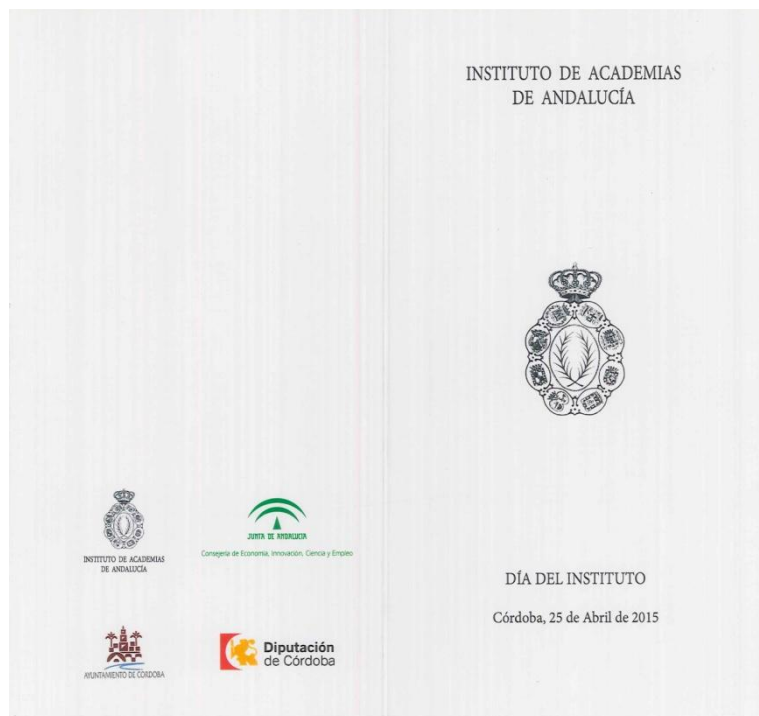 INSTITUTO DE ACADEMIAS
DE ANDALUCÍA
DÍA DEL INSTITUTO
Córdoba, 25 de Abril de 2015
INSTITUTO DE ACADEMIAS
DE ANDALUCÍA
JUNTA DE ANDALUCIA
Consejería de Economía, Innovación, Ciencia y Empleo
AYUNTAMIENTO DE CÓRDOBA
Diputación
de Córdoba